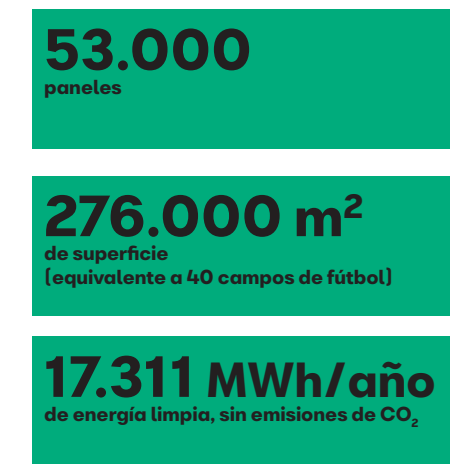 53.000
paneles
276.000 m²
de superficie
(equivalente a 40 campos de fútbol)
17.311 MWh/año
de energía limpia, sin emisiones de CO₂